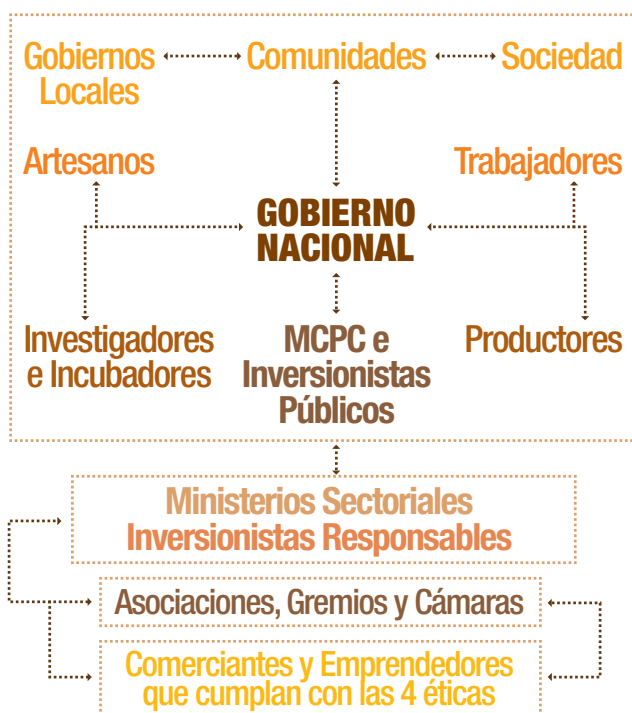 Gobiernos
Locales
Comunidades
Sociedad
Artesanos
Trabajadores
GOBIERNO
NACIONAL
Investigadores
e Incubadores
MCPC e
Inversionistas
Públicos
Productores
Ministerios Sectoriales
Inversionistas Responsables
Asociaciones, Gremios y Cámaras
Comerciantes y Emprendedores
que cumplan con las 4 éticas